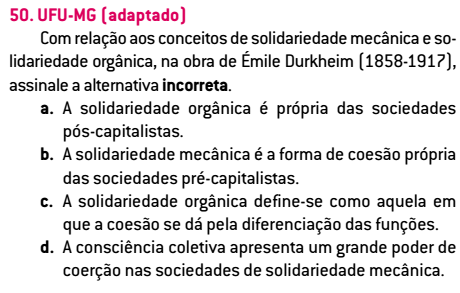 50. UFU-MG (adaptado)
Com relação aos conceitos de solidariedade mecânica e so-
lidariedade orgânica, na obra de Émile Durkheim (1858-1917),
assinale a alternativa incorreta.
a. A solidariedade orgânica é própria das sociedades
pós-capitalistas.
b. A solidariedade mecânica é a forma de coesão própria
das sociedades pré-capitalistas.
c. A solidariedade orgânica define-se como aquela em
que a coesão se dá pela diferenciação das funções.
d. A consciência coletiva apresenta um grande poder de
coerção nas sociedades de solidariedade mecânica.